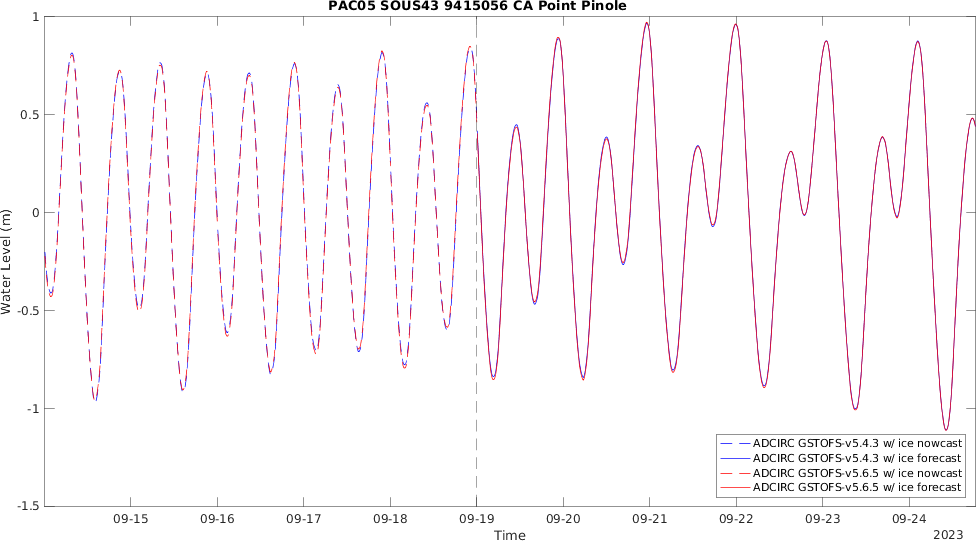 PAC05 SOUS43 9415056 CA Point Pinole
1
0.5
0
-0.5
-1
-1.5
Water Level (m)
ADCIRC GSTOFS-v5.4.3 w/ ice nowcast
ADCIRC GSTOFS-v5.4.3 w/ ice forecast
ADCIRC GSTOFS-v5.6.5 w/ ice nowcast
ADCIRC GSTOFS-v5.6.5 w/ ice forecast
09-15 09-16 09-17 09-18 09-19 09-20 09-21 09-22 09-23 09-24
Time
2023